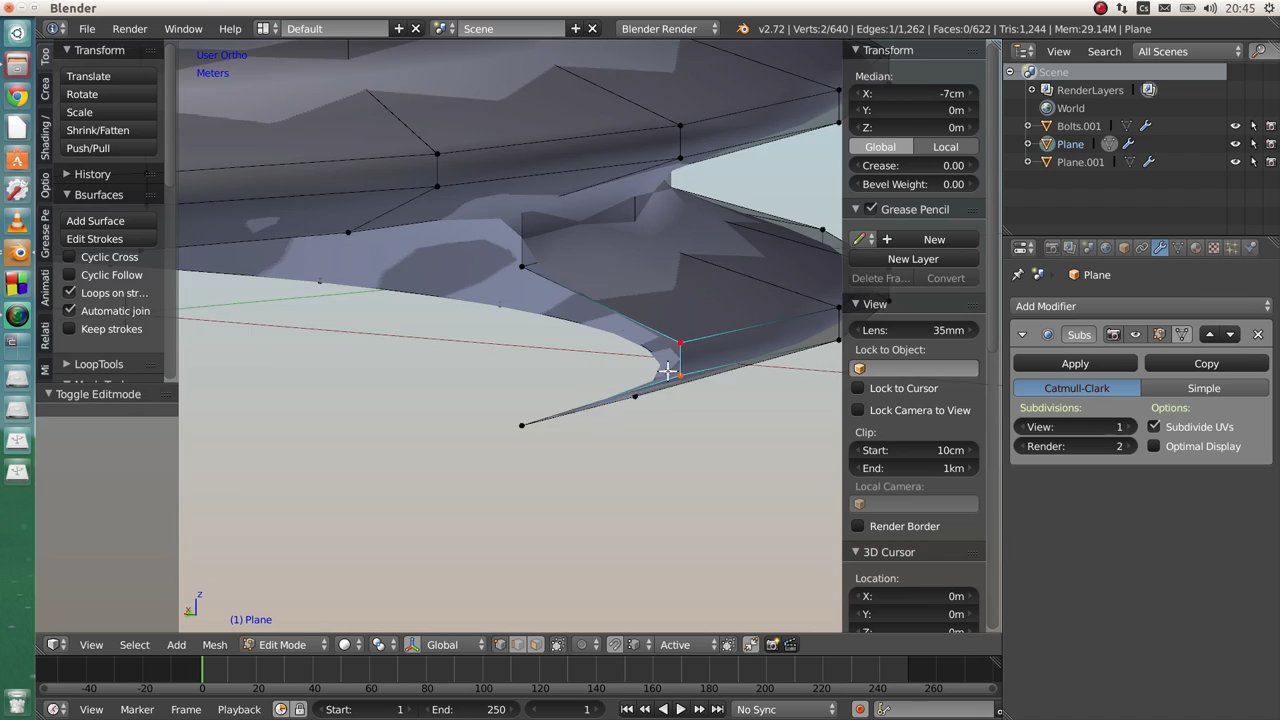 Blender
20:45
File Render Window Help
Default
Scene
Blender Render
v2.72 | Verts:2/640 | Edges:1/1,262 | Faces:0/622 | Tris:1,244 | Mem:29.14M | Plane
Transform
Translate
Rotate
Scale
Shrink/Fatten
Push/Pull
History
Bsurfaces
Add Surface
Edit Strokes
Cyclic Cross
Cyclic Follow
Loops on str...
Automatic join
Keep strokes
LoopTools
Toggle Editmode
Too
Crea
Shading /
Optio
Grease Pe
Animati
Relati
Mi
User Ortho
Meters
z
x
(1) Plane
Transform
Median:
X: -7cm
Y: 0m
Z: 0m
Global Local
Crease: 0.00
Bevel Weight: 0.00
Grease Pencil
New
New Layer
Delete Fra... Convert
View
Lens: 35mm
Lock to Object:
Lock to Cursor
Lock Camera to View
Clip:
Start: 10cm
End: 1km
Local Camera:
Render Border
3D Cursor
Location:
X: 0m
Y: 0m
View Search All Scenes
Scene
RenderLayers
World
Bolts.001
Plane
Plane.001
Plane
Add Modifier
Subs
Apply Copy
Catmull-Clark Simple
Subdivisions: Options:
View: 1 Subdivide UVs
Render: 2 Optimal Display
View Select Add Mesh Edit Mode Global Active
-40 -20 0 20 40 60 80 100 120 140 160 180 200 220 240 260
View Marker Frame Playback Start: 1 End: 250 1 No Sync